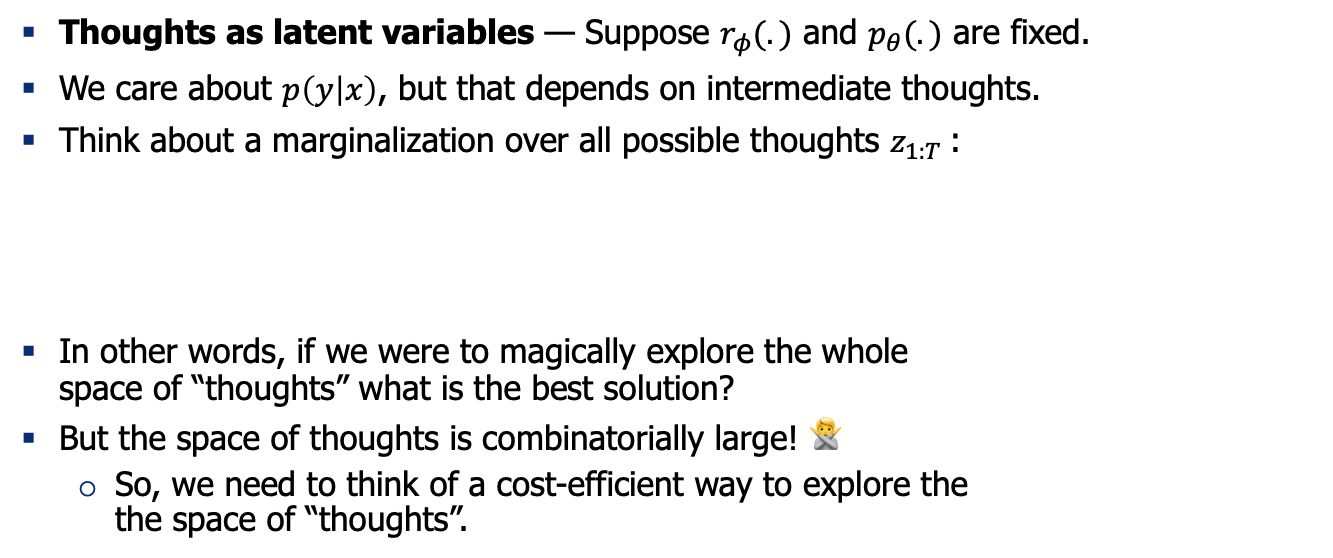 ▪ Thoughts as latent variables — Suppose r_ϕ(.) and p_θ(.) are fixed.
▪ We care about p(y|x), but that depends on intermediate thoughts.
▪ Think about a marginalization over all possible thoughts z_{1:T} :
▪ In other words, if we were to magically explore the whole
space of “thoughts” what is the best solution?
▪ But the space of thoughts is combinatorially large! 🙅
○ So, we need to think of a cost-efficient way to explore the
the space of “thoughts”.